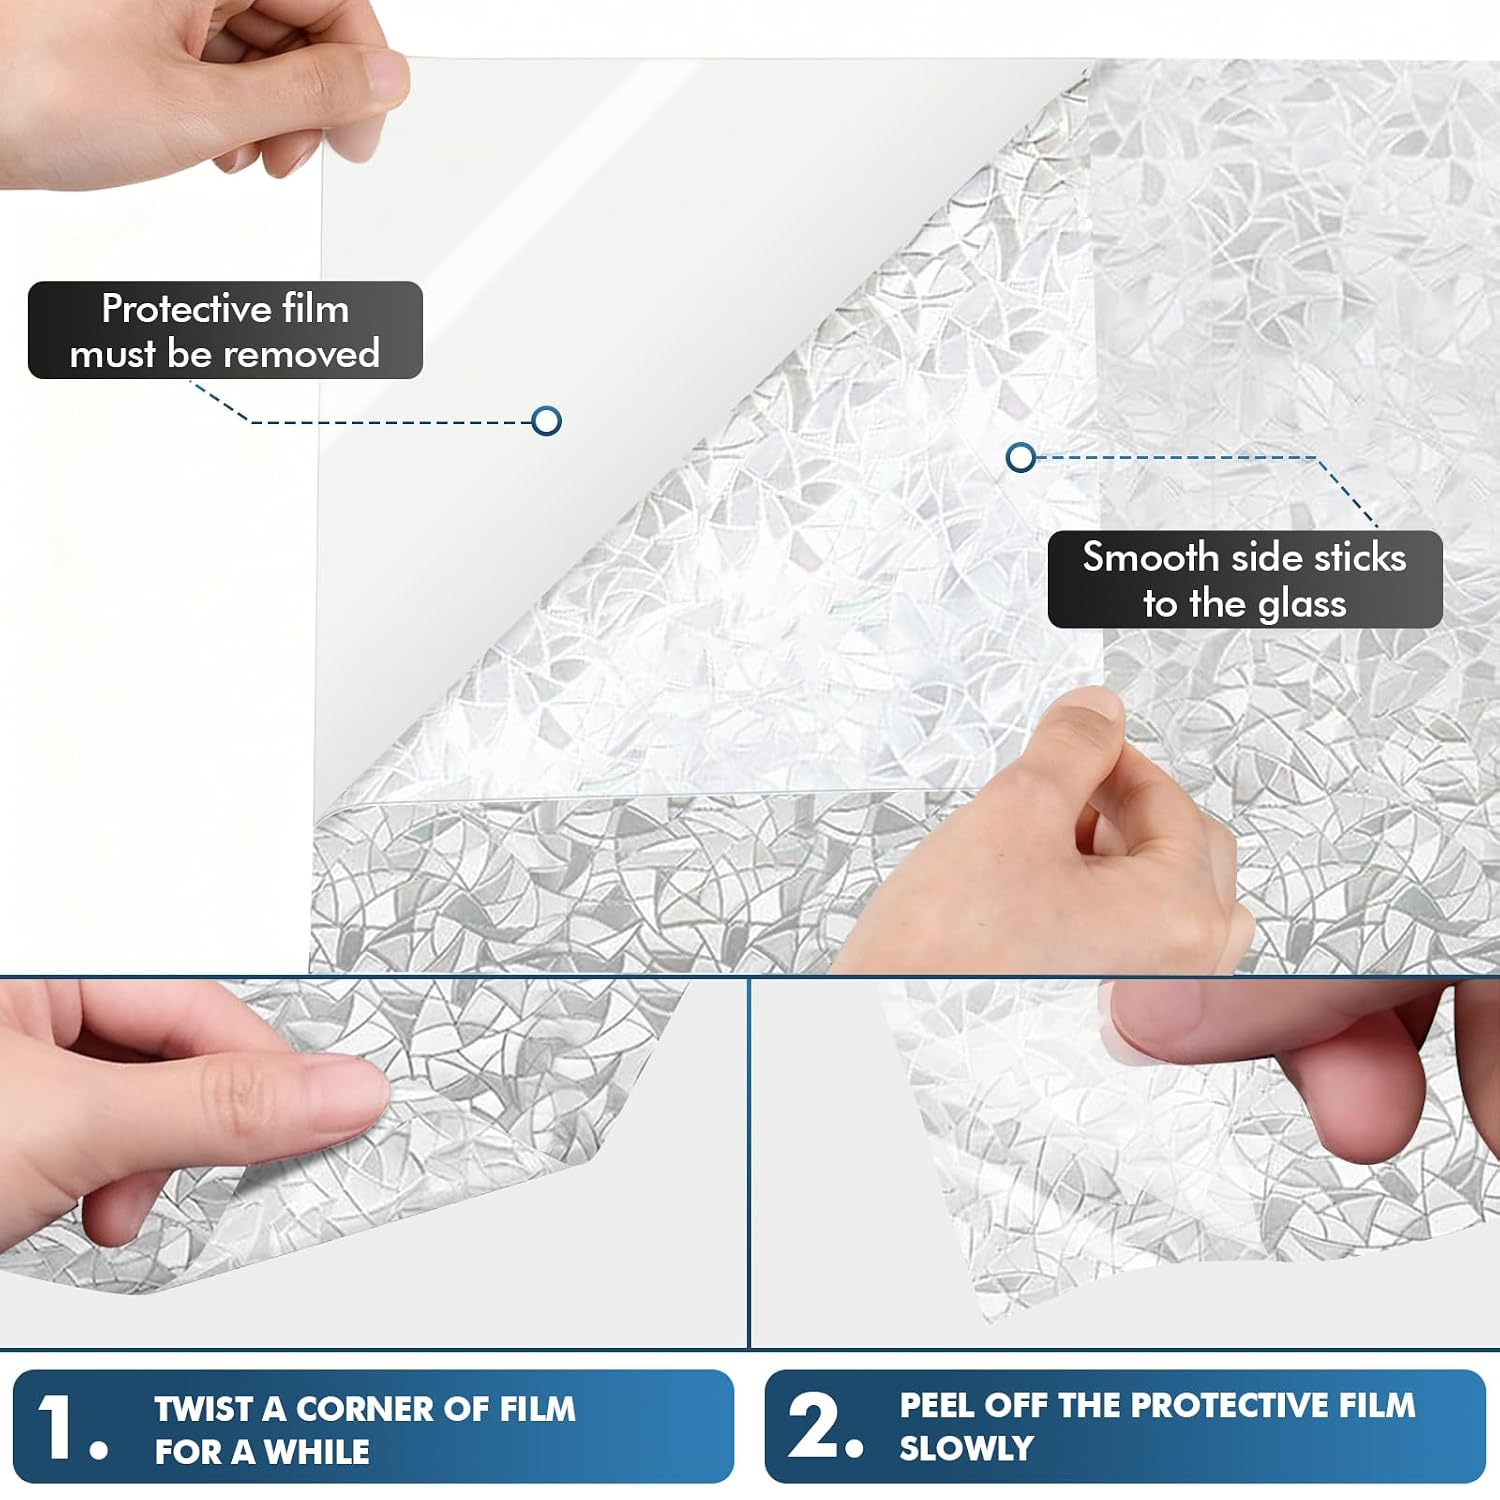 Protective film
must be removed
Smooth side sticks
to the glass
1. TWIST A CORNER OF FILM
FOR A WHILE
2. PEEL OFF THE PROTECTIVE FILM
SLOWLY